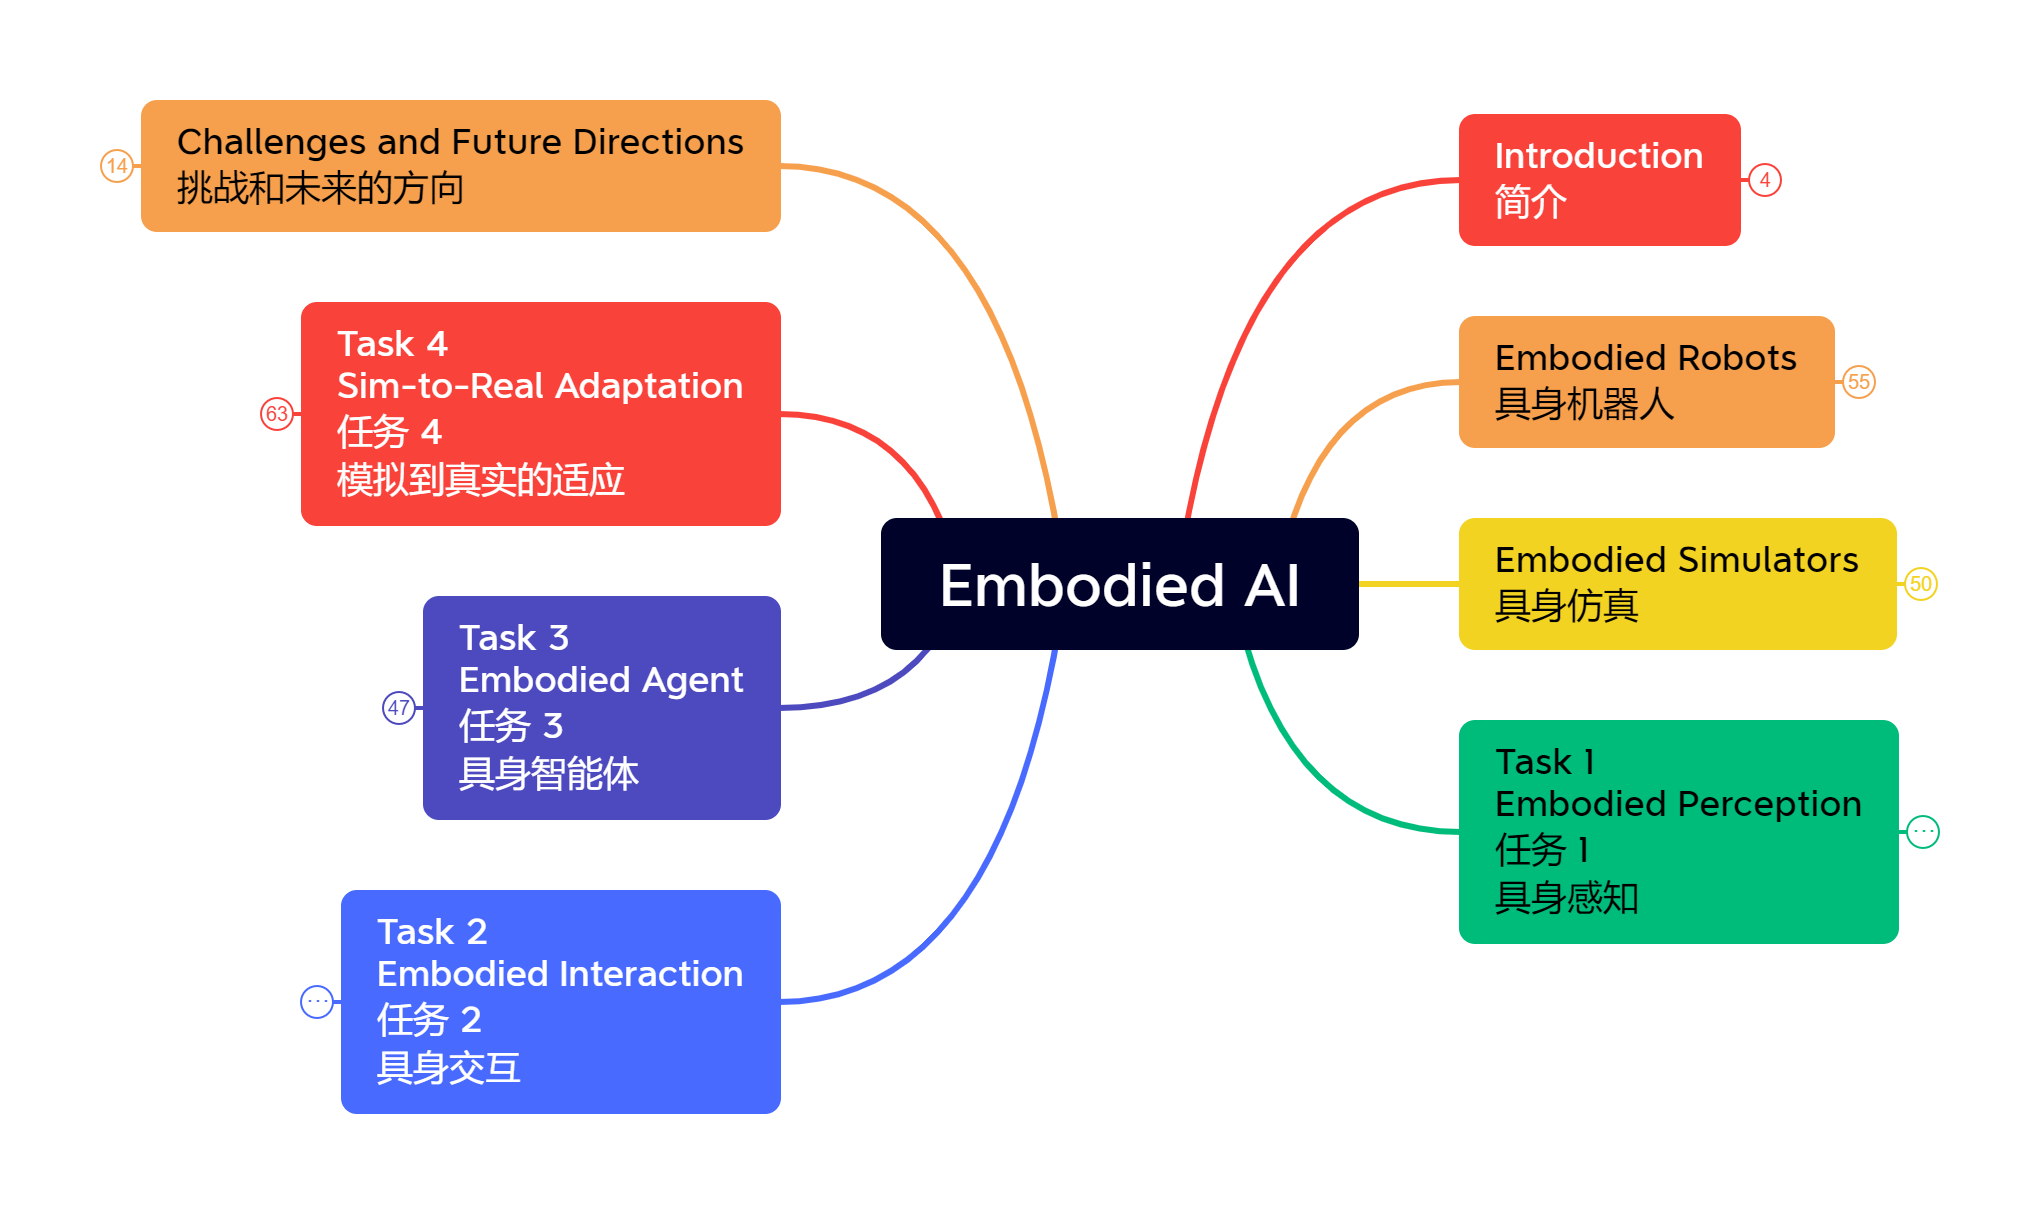 Embodied AI
Introduction
简介
4
Embodied Robots
具身机器人
55
Embodied Simulators
具身仿真
50
Task 1
Embodied Perception
任务 1
具身感知
...
Task 2
Embodied Interaction
任务 2
具身交互
...
Task 3
Embodied Agent
任务 3
具身智能体
47
Task 4
Sim-to-Real Adaptation
任务 4
模拟到真实的适应
63
Challenges and Future Directions
挑战和未来的方向
14